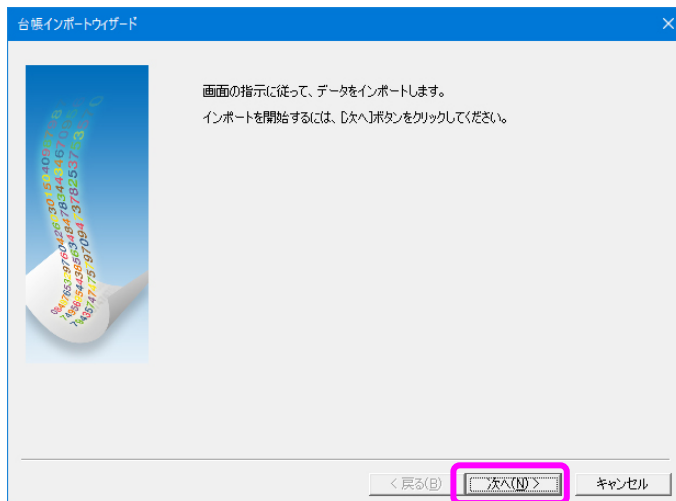 台帳インポートウィザード
画面の指示に従って、データをインポートします。
インポートを開始するには、[次へ]ボタンをクリックしてください。
< 戻る(B) 次へ(N) > キャンセル